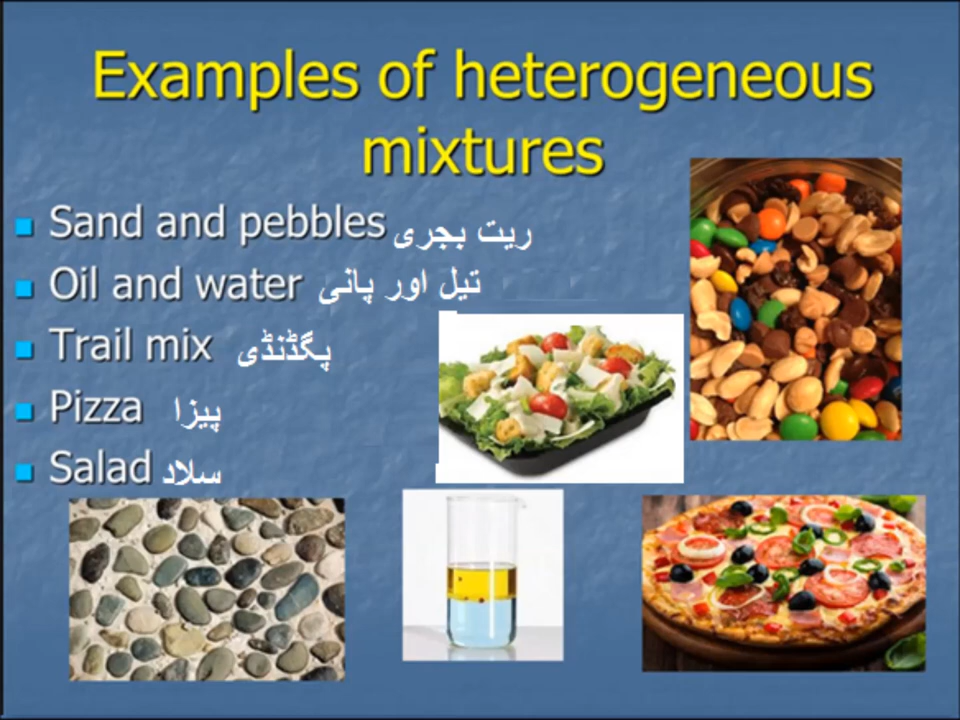 Examples of heterogeneous
mixtures
Sand and pebbles ریت بجری
Oil and water تیل اور پانی
Trail mix پگڈنڈی
Pizza پیزا
Salad سلاد